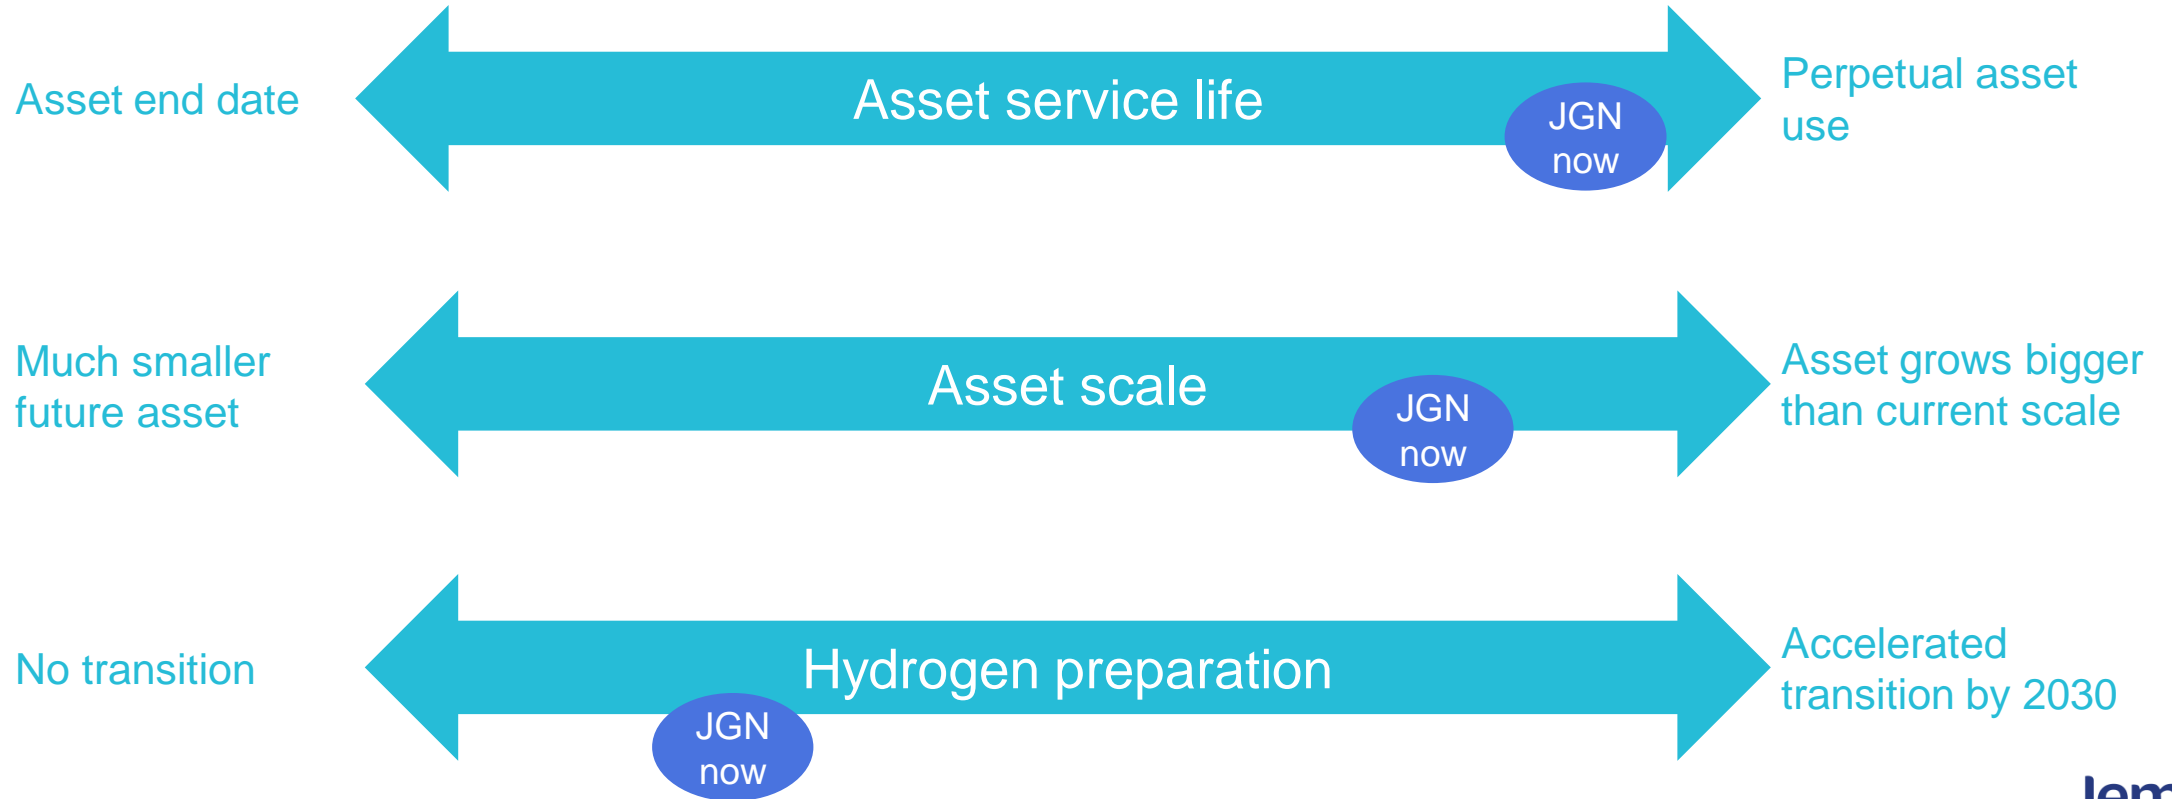 Asset end date
Asset service life
JGN
now
Perpetual asset
use
Much smaller
future asset
Asset scale
JGN
now
Asset grows bigger
than current scale
No transition
Hydrogen preparation
JGN
now
Accelerated
transition by 2030